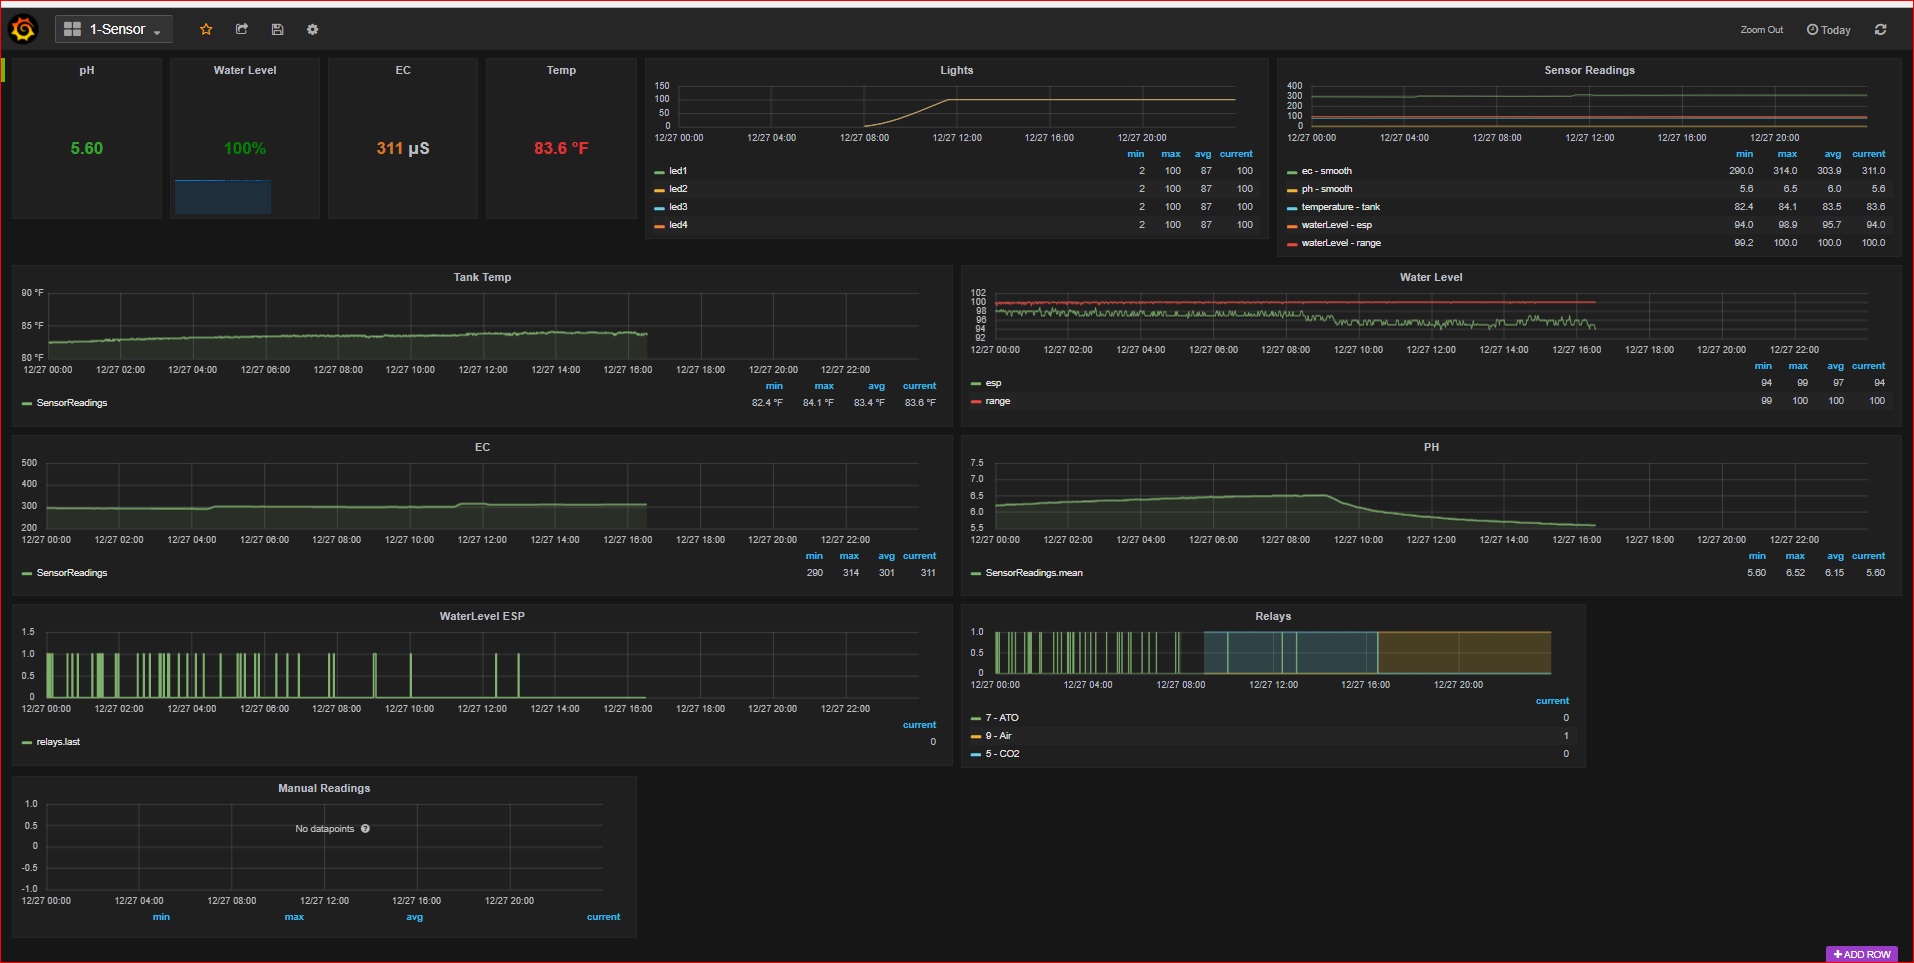 1-Sensor
Zoom Out
Today
pH
5.60
Water Level
100%
EC
311 µS
Temp
83.6 °F
Lights
150
100
50
0
12/27 00:00 12/27 04:00 12/27 08:00 12/27 12:00 12/27 16:00 12/27 20:00
min max avg current
led1 2 100 87 100
led2 2 100 87 100
led3 2 100 87 100
led4 2 100 87 100
Sensor Readings
400
300
200
100
0
12/27 00:00 12/27 04:00 12/27 08:00 12/27 12:00 12/27 16:00 12/27 20:00
min max avg current
ec - smooth 290.0 314.0 303.9 311.0
ph - smooth 5.6 6.5 6.0 5.6
temperature - tank 82.4 84.1 83.5 83.6
waterLevel - esp 94.0 98.9 95.7 94.0
waterLevel - range 99.2 100.0 100.0 100.0
Tank Temp
90 °F
85 °F
80 °F
12/27 00:00 12/27 02:00 12/27 04:00 12/27 06:00 12/27 08:00 12/27 10:00 12/27 12:00 12/27 14:00 12/27 16:00 12/27 18:00 12/27 20:00 12/27 22:00
min max avg current
SensorReadings 82.4 °F 84.1 °F 83.4 °F 83.6 °F
Water Level
102
100
98
96
94
92
12/27 00:00 12/27 02:00 12/27 04:00 12/27 06:00 12/27 08:00 12/27 10:00 12/27 12:00 12/27 14:00 12/27 16:00 12/27 18:00 12/27 20:00 12/27 22:00
min max avg current
esp 94 99 97 94
range 99 100 100 100
EC
500
400
300
200
12/27 00:00 12/27 02:00 12/27 04:00 12/27 06:00 12/27 08:00 12/27 10:00 12/27 12:00 12/27 14:00 12/27 16:00 12/27 18:00 12/27 20:00 12/27 22:00
min max avg current
SensorReadings 290 314 301 311
PH
7.5
7.0
6.5
6.0
5.5
12/27 00:00 12/27 02:00 12/27 04:00 12/27 06:00 12/27 08:00 12/27 10:00 12/27 12:00 12/27 14:00 12/27 16:00 12/27 18:00 12/27 20:00 12/27 22:00
min max avg current
SensorReadings.mean 5.60 6.52 6.15 5.60
WaterLevel ESP
1.5
1.0
0.5
0
12/27 00:00 12/27 02:00 12/27 04:00 12/27 06:00 12/27 08:00 12/27 10:00 12/27 12:00 12/27 14:00 12/27 16:00 12/27 18:00 12/27 20:00 12/27 22:00
current
relays.last 0
Relays
1.0
0.5
0
12/27 00:00 12/27 04:00 12/27 08:00 12/27 12:00 12/27 16:00 12/27 20:00
current
7 - ATO 0
9 - Air 1
5 - CO2 0
Manual Readings
1.0
0.5
0
-0.5
-1.0
No datapoints ?
12/27 00:00 12/27 04:00 12/27 08:00 12/27 12:00 12/27 16:00 12/27 20:00
min max avg current
+ ADD ROW